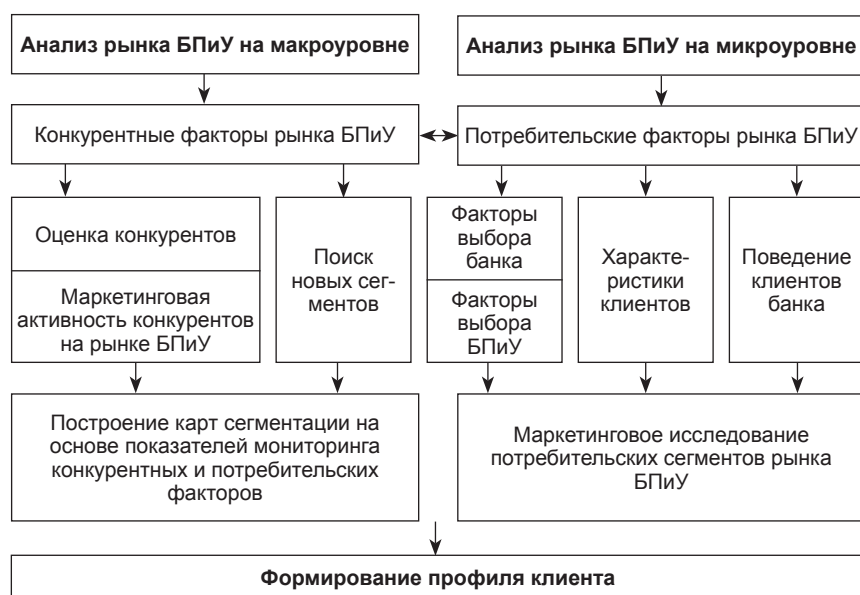 Анализ рынка БПиУ на макроуровне
Анализ рынка БПиУ на микроуровне
Конкурентные факторы рынка БПиУ
Потребительские факторы рынка БПиУ
Оценка конкурентов
Маркетинговая
активность конкурентов
на рынке БПиУ
Поиск
новых сег-
ментов
Факторы
выбора
банка
Факторы
выбора
БПиУ
Характе-
ристики
клиентов
Поведение
клиентов
банка
Построение карт сегментации на
основе показателей мониторинга
конкурентных и потребительских
факторов
Маркетинговое исследование
потребительских сегментов рынка
БПиУ
Формирование профиля клиента